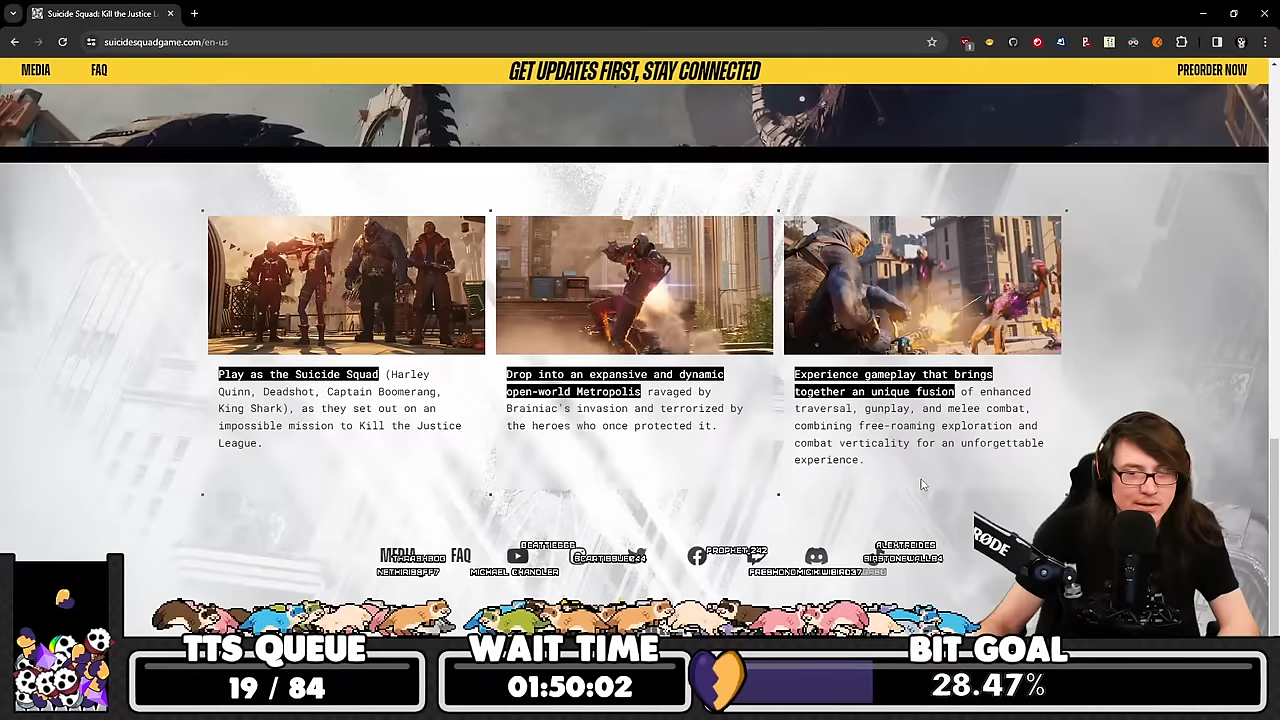 Suicide Squad: Kill the Justice L
suicidesquadgame.com/en-us
MEDIA FAQ GET UPDATES FIRST, STAY CONNECTED PREORDER NOW
Play as the Suicide Squad (Harley
Quinn, Deadshot, Captain Boomerang,
King Shark), as they set out on an
impossible mission to Kill the Justice
League.
Drop into an expansive and dynamic
open-world Metropolis ravaged by
Brainiac's invasion and terrorized by
the heroes who once protected it.
Experience gameplay that brings
together an unique fusion of enhanced
traversal, gunplay, and melee combat,
combining free-roaming exploration and
combat verticality for an unforgettable
experience.
MEDIA FAQ
PROPHET_242
MICHAEL CHANDLER
RØDE
TTS QUEUE
19 / 84
WAIT TIME
01:50:02
BIT GOAL
28.47%